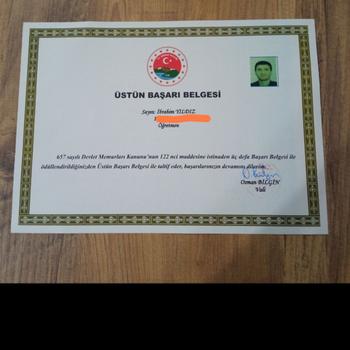 ÜSTÜN BAŞARI BELGESİ
Sayın: İbrahim YILDIZ
Öğretmen
657 sayılı Devlet Memurları Kanunu'nun 122 nci maddesine istinaden üç defa Başarı Belgesi ile
ödüllendirildiğinizden Üstün Başarı Belgesi ile taltif eder, başarılarınızın devamını dilerim.
Osman BİLGİN
Vali